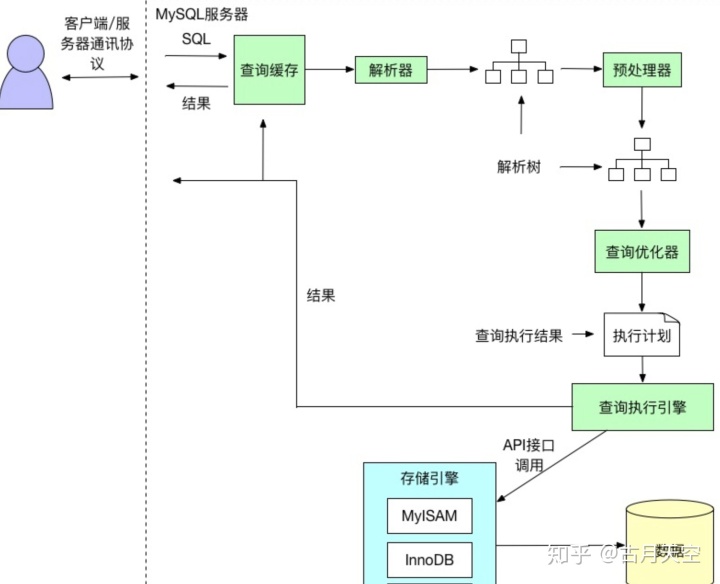 客户端/服
务器通讯协
议
MySQL服务器
SQL
结果
查询缓存
解析器
预处理器
解析树
查询优化器
结果
查询执行结果
执行计划
查询执行引擎
API接口
调用
存储引擎
MyISAM
InnoDB
数据
知乎 @古月天空